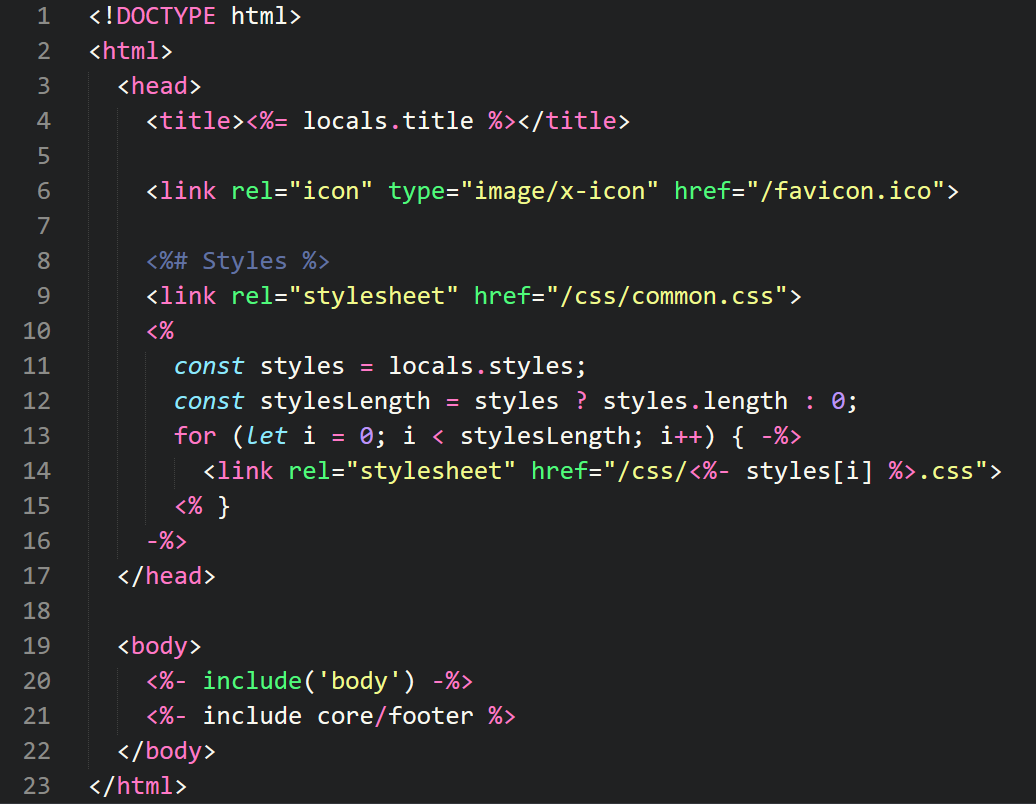 1 <!DOCTYPE html>
2 <html>
3 <head>
4 <title><%= locals.title %></title>
5
6 <link rel="icon" type="image/x-icon" href="/favicon.ico">
7
8 <%# Styles %>
9 <link rel="stylesheet" href="/css/common.css">
10 <%
11 const styles = locals.styles;
12 const stylesLength = styles ? styles.length : 0;
13 for (let i = 0; i < stylesLength; i++) { -%>
14 <link rel="stylesheet" href="/css/<%- styles[i] %>.css">
15 <% }
16 -%>
17 </head>
18
19 <body>
20 <%- include('body') -%>
21 <%- include core/footer %>
22 </body>
23 </html>